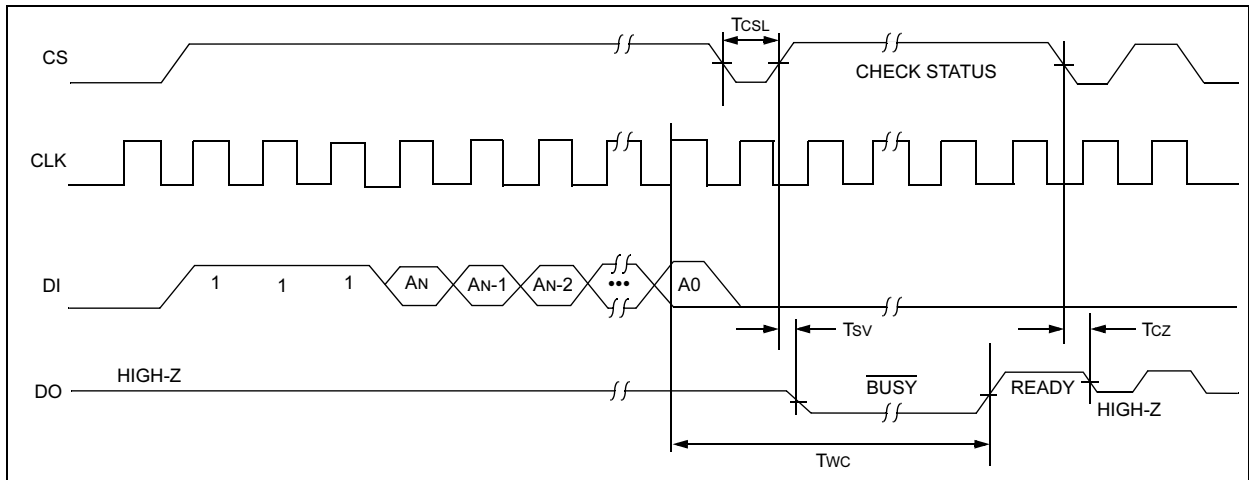 TCSL
CS
CHECK STATUS
CLK
DI
1 1 1 AN AN-1 AN-2 ••• A0
TSV
TCZ
HIGH-Z
DO
BUSY
READY
HIGH-Z
TWC